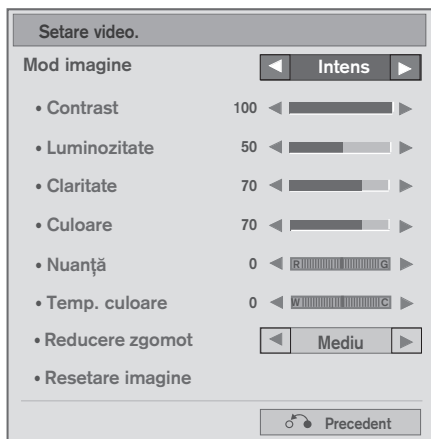 Setare video.
Mod imagine ◄ Intens ►
• Contrast 100 ◄ ►
• Luminozitate 50 ◄ ►
• Claritate 70 ◄ ►
• Culoare 70 ◄ ►
• Nuanță 0 ◄ R G ►
• Temp. culoare 0 ◄ W C ►
• Reducere zgomot ◄ Mediu ►
• Resetare imagine
Precedent